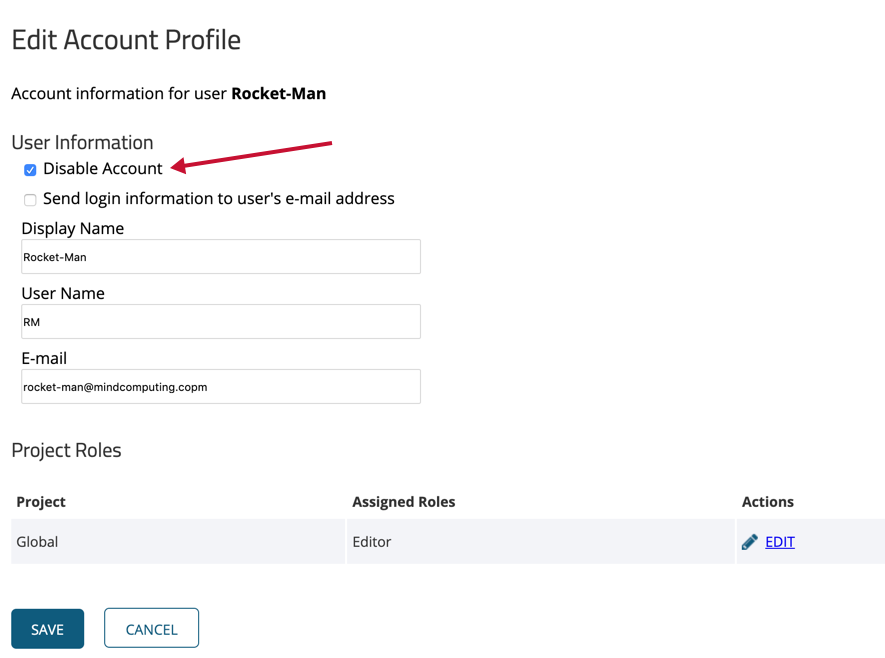 Edit Account Profile
Account information for user Rocket-Man
User Information
Disable Account
Send login information to user's e-mail address
Display Name
Rocket-Man
User Name
RM
E-mail
rocket-man@mindcomputing.copm
Project Roles
Project Assigned Roles Actions
Global Editor EDIT
SAVE CANCEL